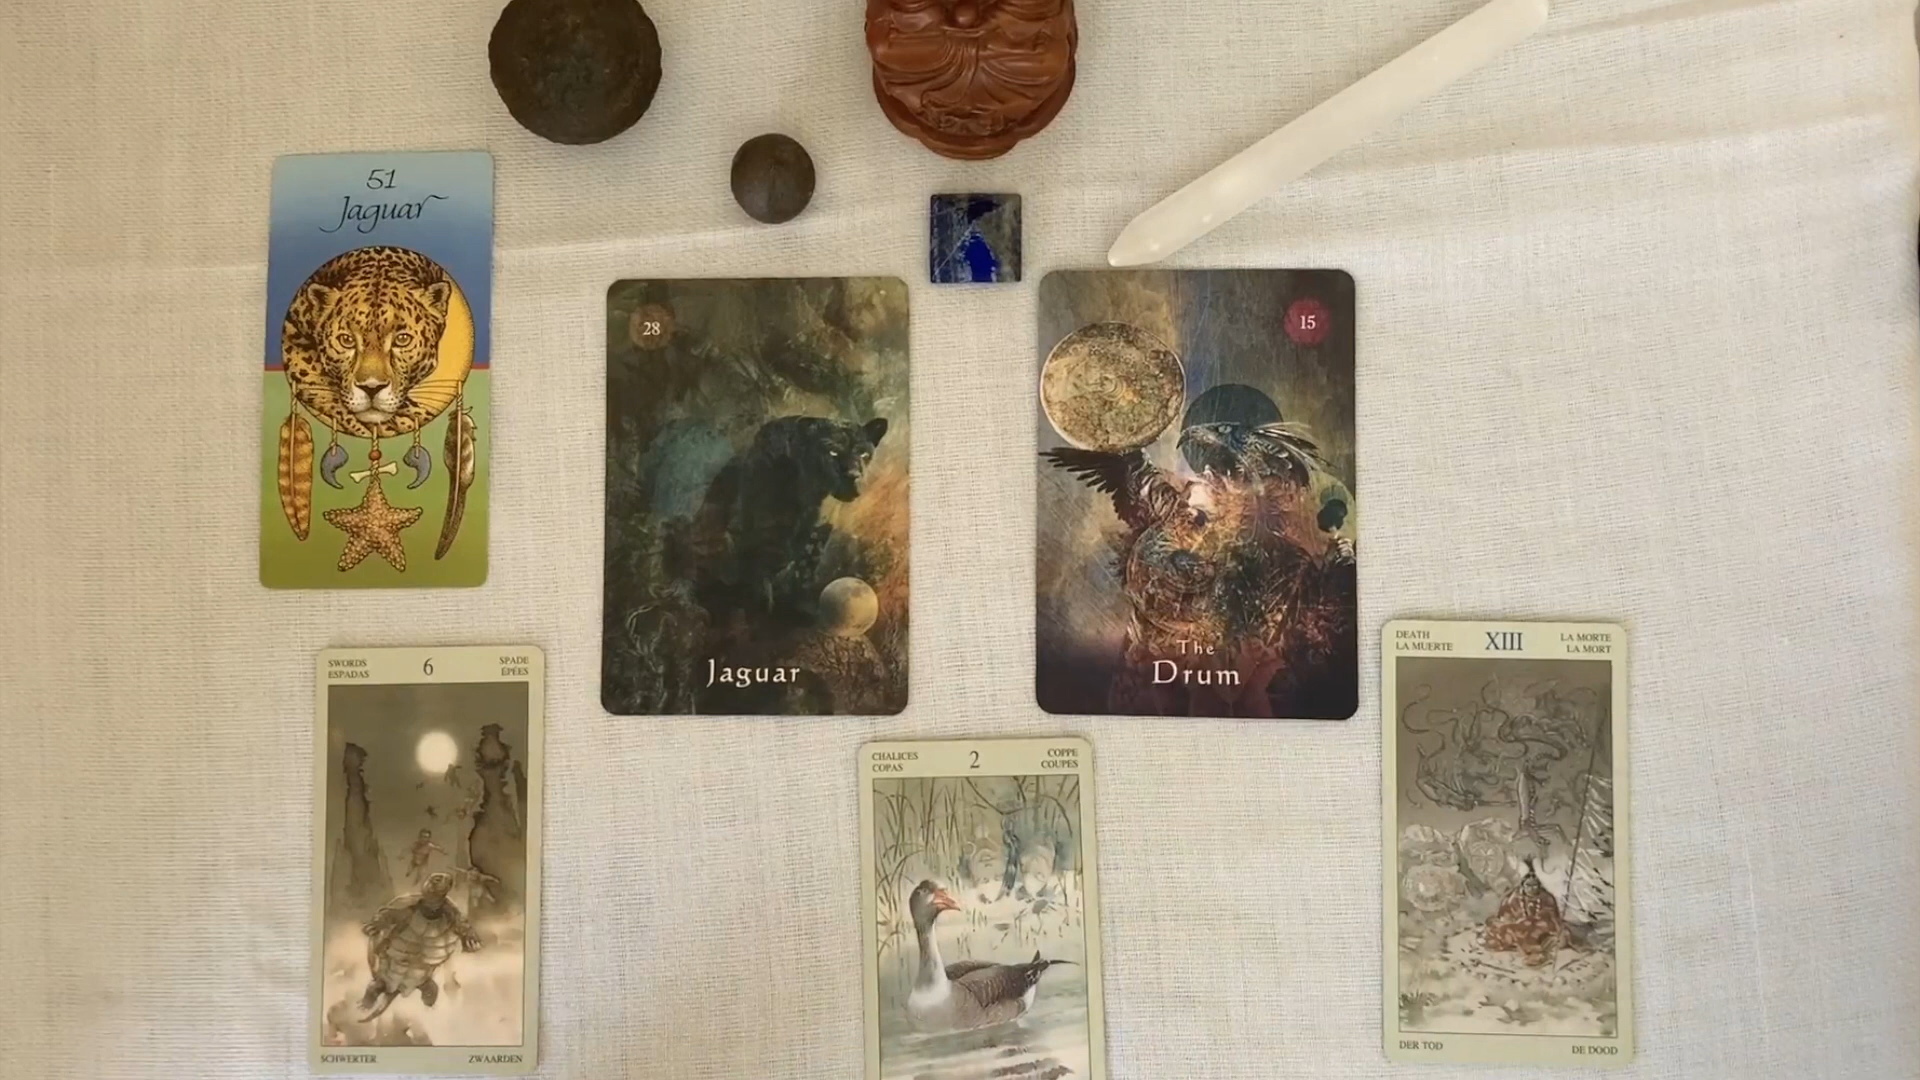 51
Jaguar
28
Jaguar
15
The
Drum
SWORDS
ESPADAS
6
SPADE
ÉPÉES
SCHWERTER
ZWAARDEN
CHALICES
COPAS
2
COPPE
COUPES
DEATH
LA MUERTE
XIII
LA MORTE
LA MORT
DER TOD
DE DOOD